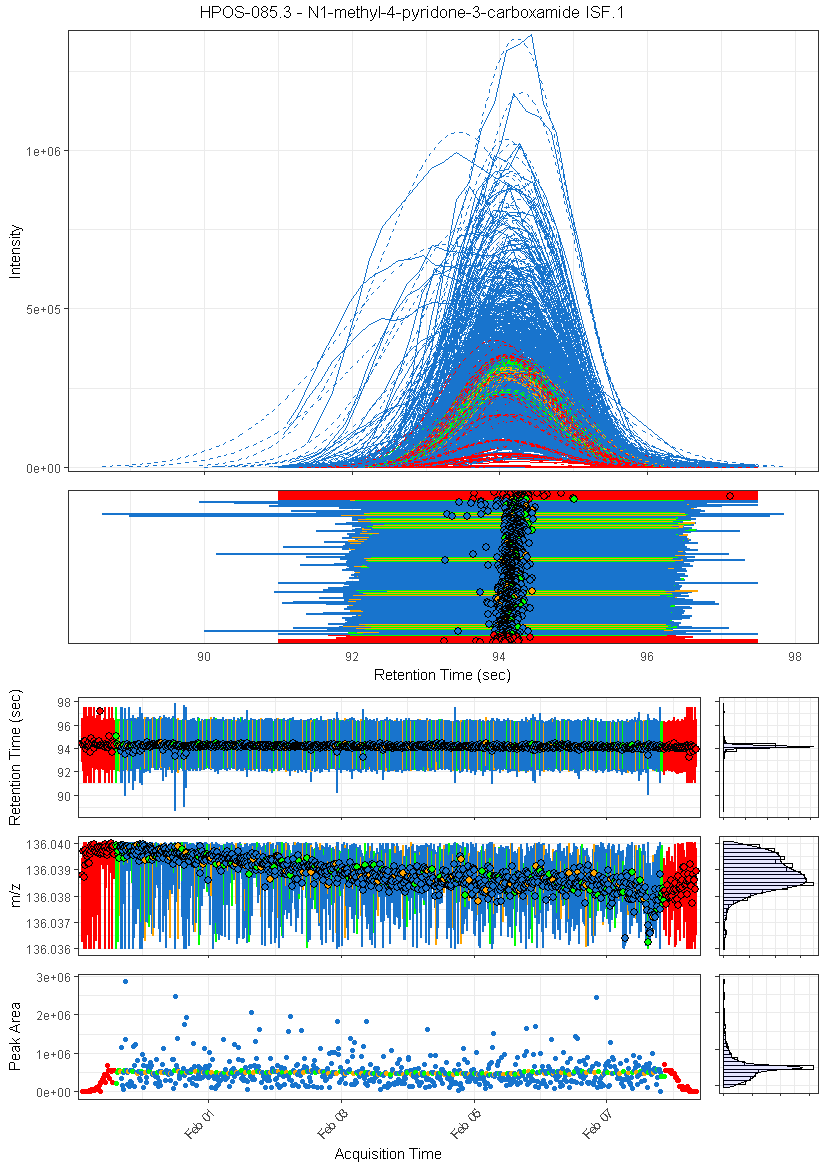 HPOS-085.3 - N1-methyl-4-pyridone-3-carboxamide ISF.1
1e+06
5e+05
0e+00
Intensity
90
92
94
96
98
Retention Time (sec)
98
96
94
92
90
Retention Time (sec)
136.040
136.039
136.038
136.037
136.036
m/z
3e+06
2e+06
1e+06
0e+00
Peak Area
Feb 01
Feb 03
Feb 05
Feb 07
Acquisition Time